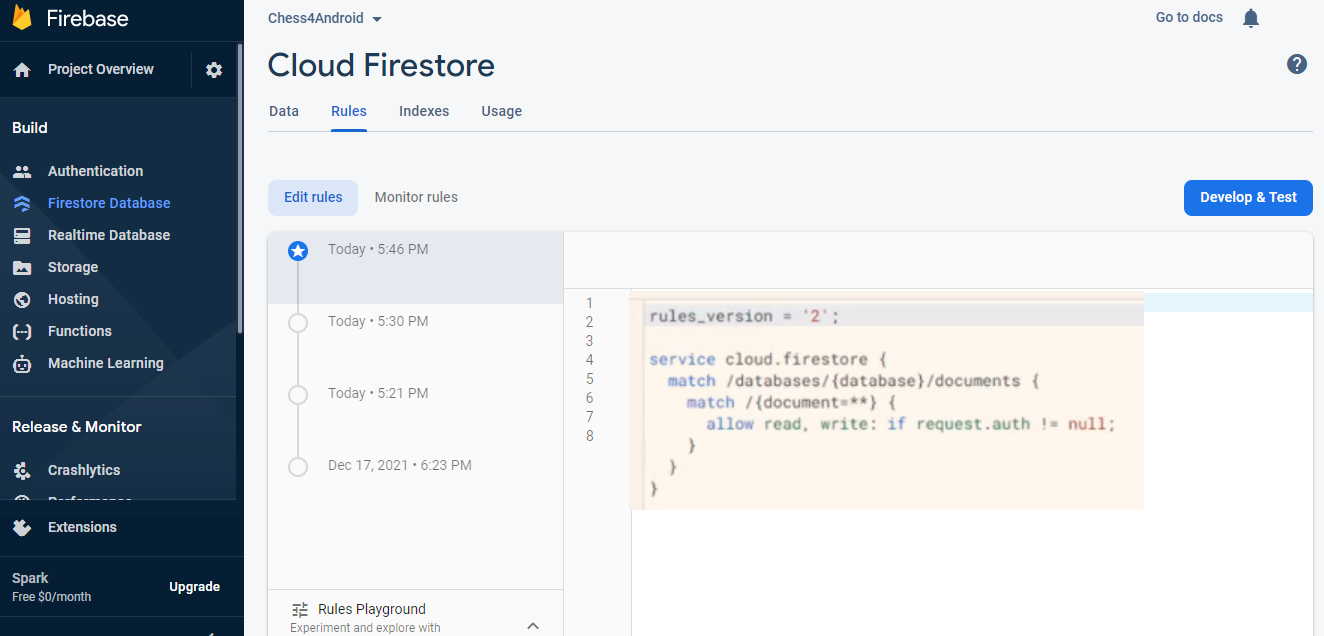 Firebase
Project Overview
Build
Authentication
Firestore Database
Realtime Database
Storage
Hosting
Functions
Machine Learning
Release & Monitor
Crashlytics
Performance
Extensions
Spark
Free $0/month
Upgrade
Chess4Android
Go to docs
Cloud Firestore
?
Data Rules Indexes Usage
Edit rules Monitor rules
Develop & Test
Today • 5:46 PM
Today • 5:30 PM
Today • 5:21 PM
Dec 17, 2021 • 6:23 PM
Rules Playground
Experiment and explore with
1
2
3
4
5
6
7
8
rules_version = '2';
service cloud.firestore {
match /databases/{database}/documents {
match /{document=**} {
allow read, write: if request.auth != null;
}
}
}